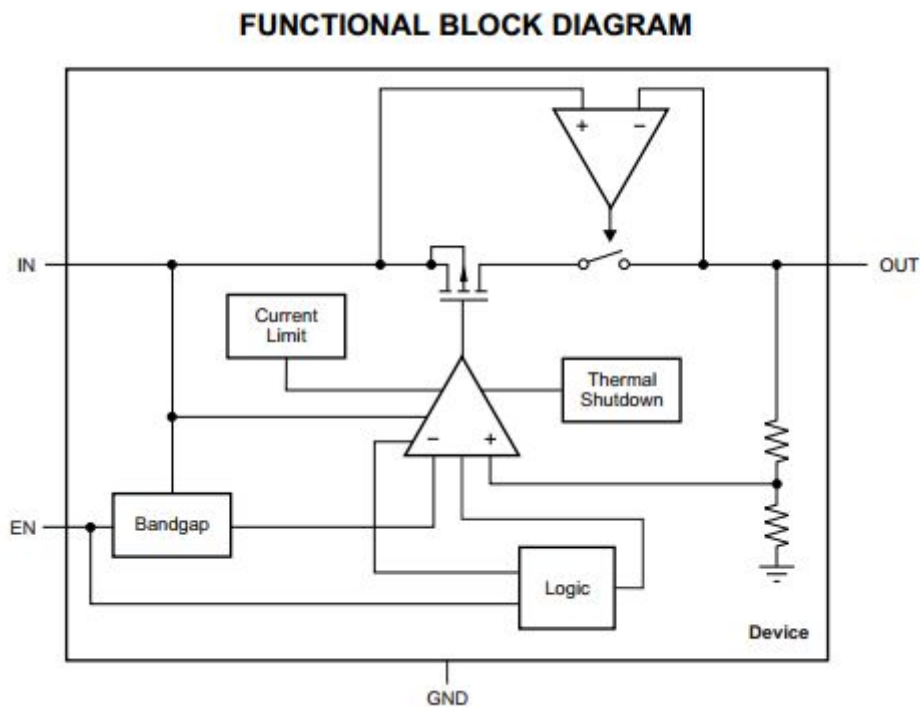 FUNCTIONAL BLOCK DIAGRAM
+ −
IN
OUT
Current
Limit
Thermal
Shutdown
− +
EN
Bandgap
Logic
Device
GND